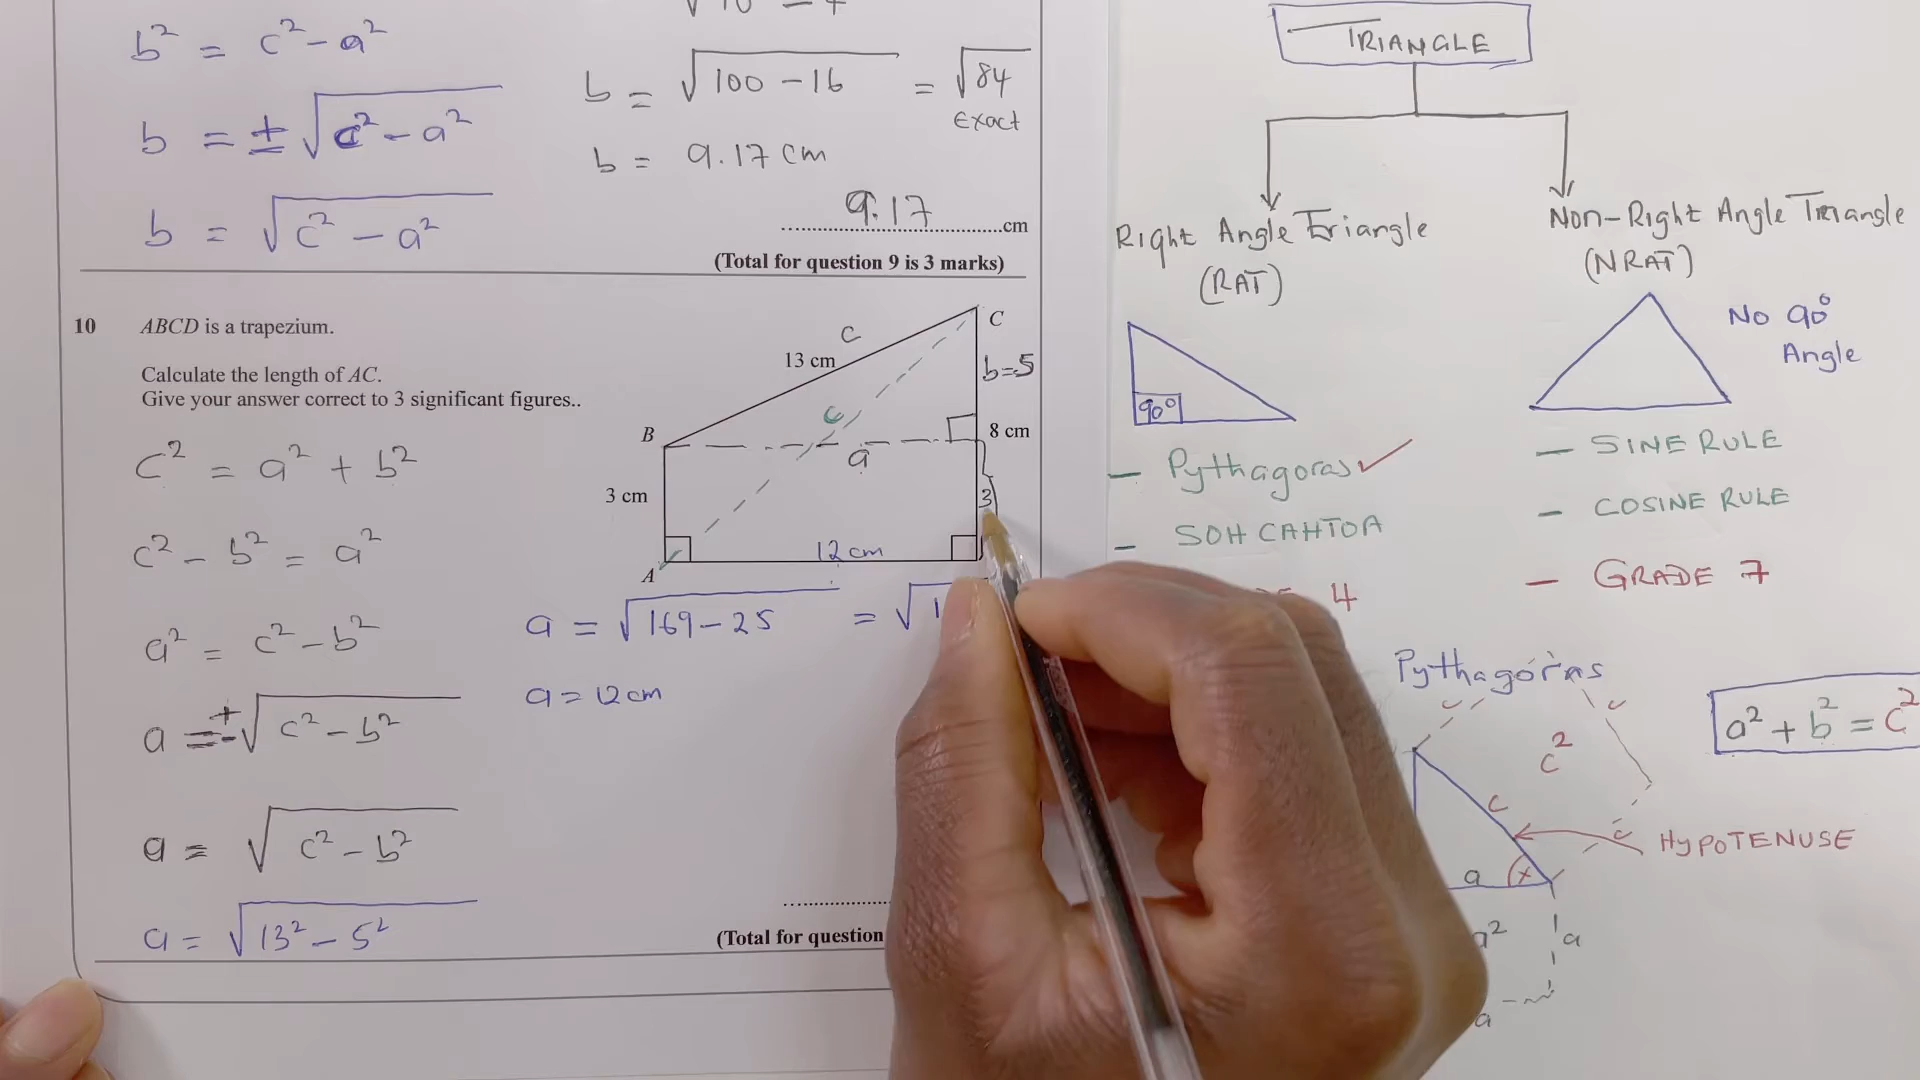 b² = c² - a²
b = ± √c² - a²
b = √c² - a²
b = √100 - 16 = √84
Exact
b = 9.17 cm
9.17
cm
(Total for question 9 is 3 marks)
10 ABCD is a trapezium.
Calculate the length of AC.
Give your answer correct to 3 significant figures..
c² = a² + b²
c² - b² = a²
a² = c² - b²
a = ± √c² - b²
a = √c² - b²
a = √13² - 5²
C
c
13 cm
b=5
c
B
8 cm
a
3 cm
3
12 cm
A
a = √169 - 25 = √1
a = 12 cm
(Total for question
TRIANGLE
Right Angle Triangle
(RAT)
90°
- Pythagoras ✓
- SOH CAHTOA
4
Non-Right Angle Triangle
(NRAT)
No 90°
Angle
- SINE RULE
- COSINE RULE
- GRADE 7
Pythagoras
c
c
c²
a² + b² = c²
c
c
HYPOTENUSE
a
x
a²
a
a